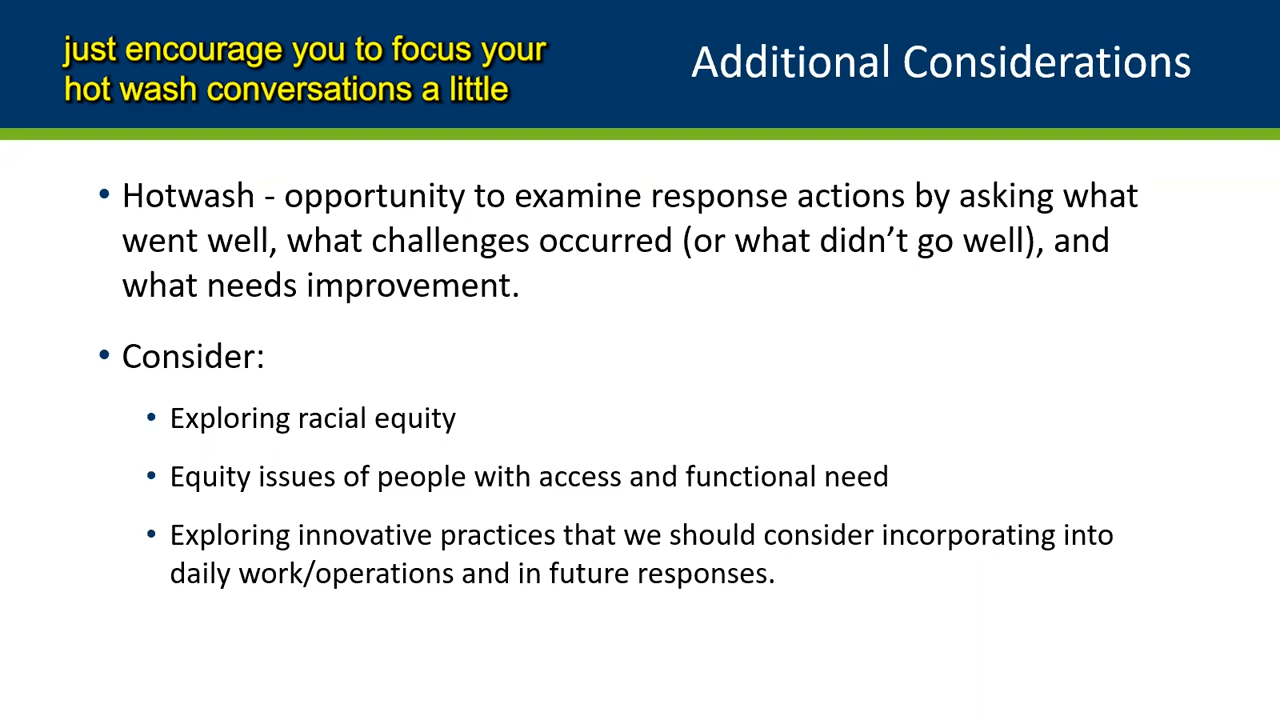 just encourage you to focus your
hot wash conversations a little
Additional Considerations
• Hotwash - opportunity to examine response actions by asking what
went well, what challenges occurred (or what didn’t go well), and
what needs improvement.
• Consider:
• Exploring racial equity
• Equity issues of people with access and functional need
• Exploring innovative practices that we should consider incorporating into
daily work/operations and in future responses.